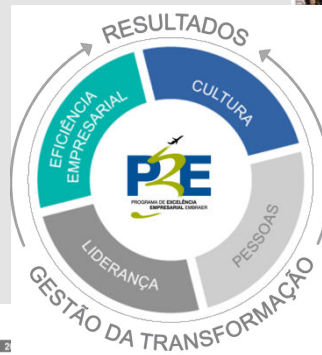 RESULTADOS
CULTURA
EFICIÊNCIA
EMPRESARIAL
P3E
PROGRAMA DE EXCELÊNCIA
EMPRESARIAL EMBRAER
PESSOAS
LIDERANÇA
GESTÃO DA TRANSFORMAÇÃO